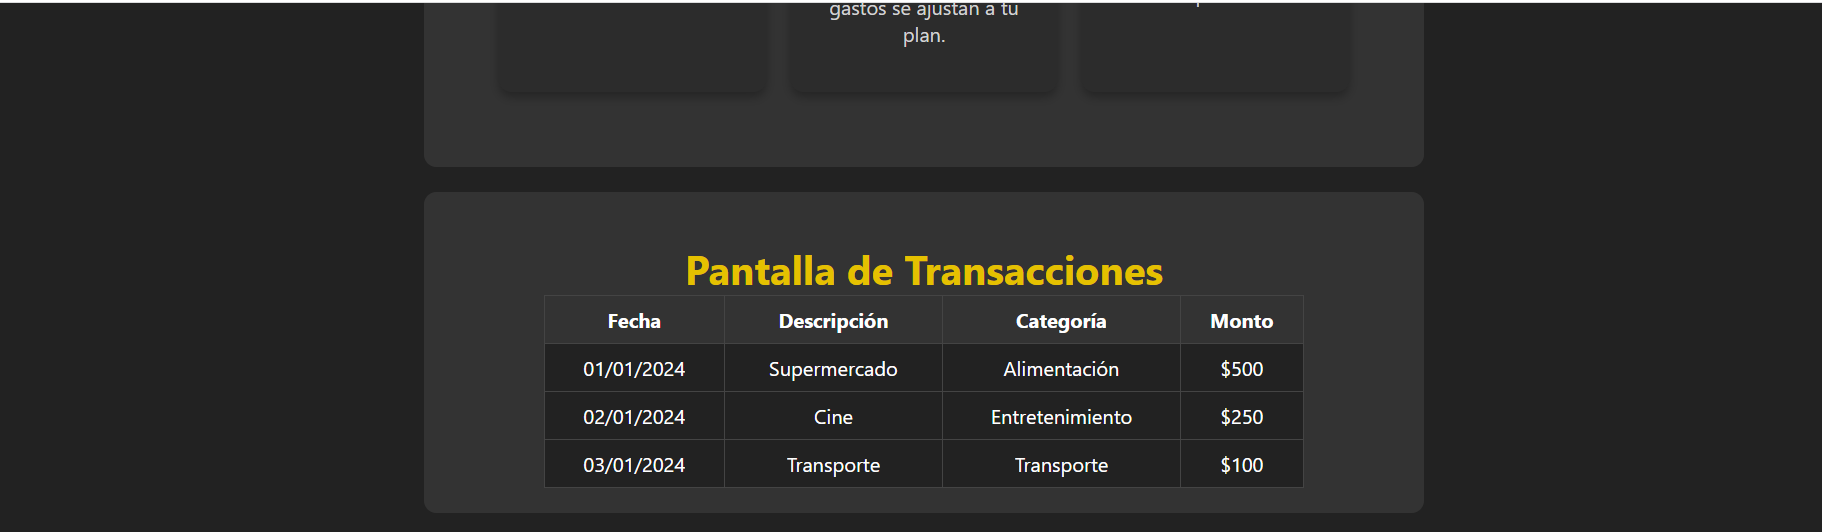 gastos se ajustan a tu
plan.
Pantalla de Transacciones
Fecha Descripción Categoría Monto
01/01/2024 Supermercado Alimentación $500
02/01/2024 Cine Entretenimiento $250
03/01/2024 Transporte Transporte $100